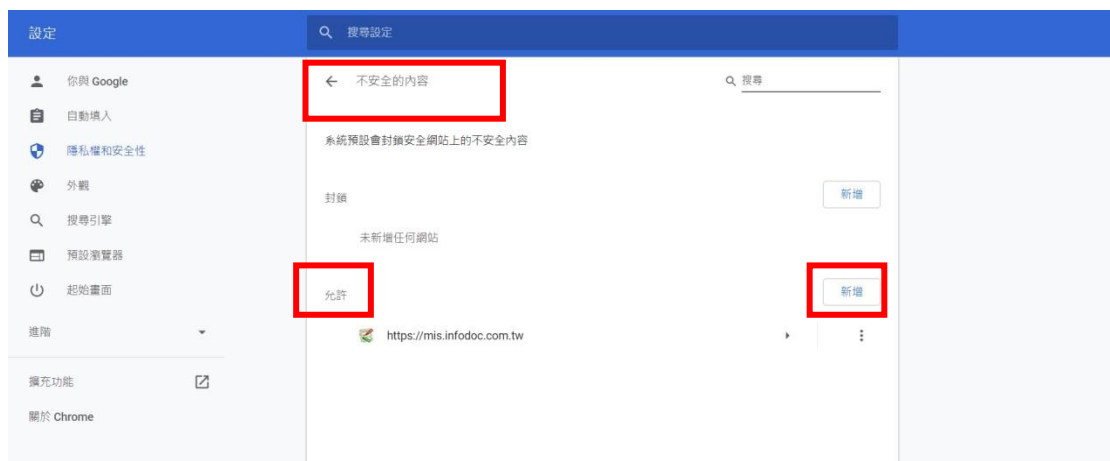 設定
搜尋設定
你與 Google
自動填入
隱私權和安全性
外觀
搜尋引擎
預設瀏覽器
起始畫面
進階
擴充功能
關於 Chrome
不安全的內容
搜尋
系統預設會封鎖安全網站上的不安全內容
封鎖
新增
未新增任何網站
允許
新增
https://mis.infodoc.com.tw